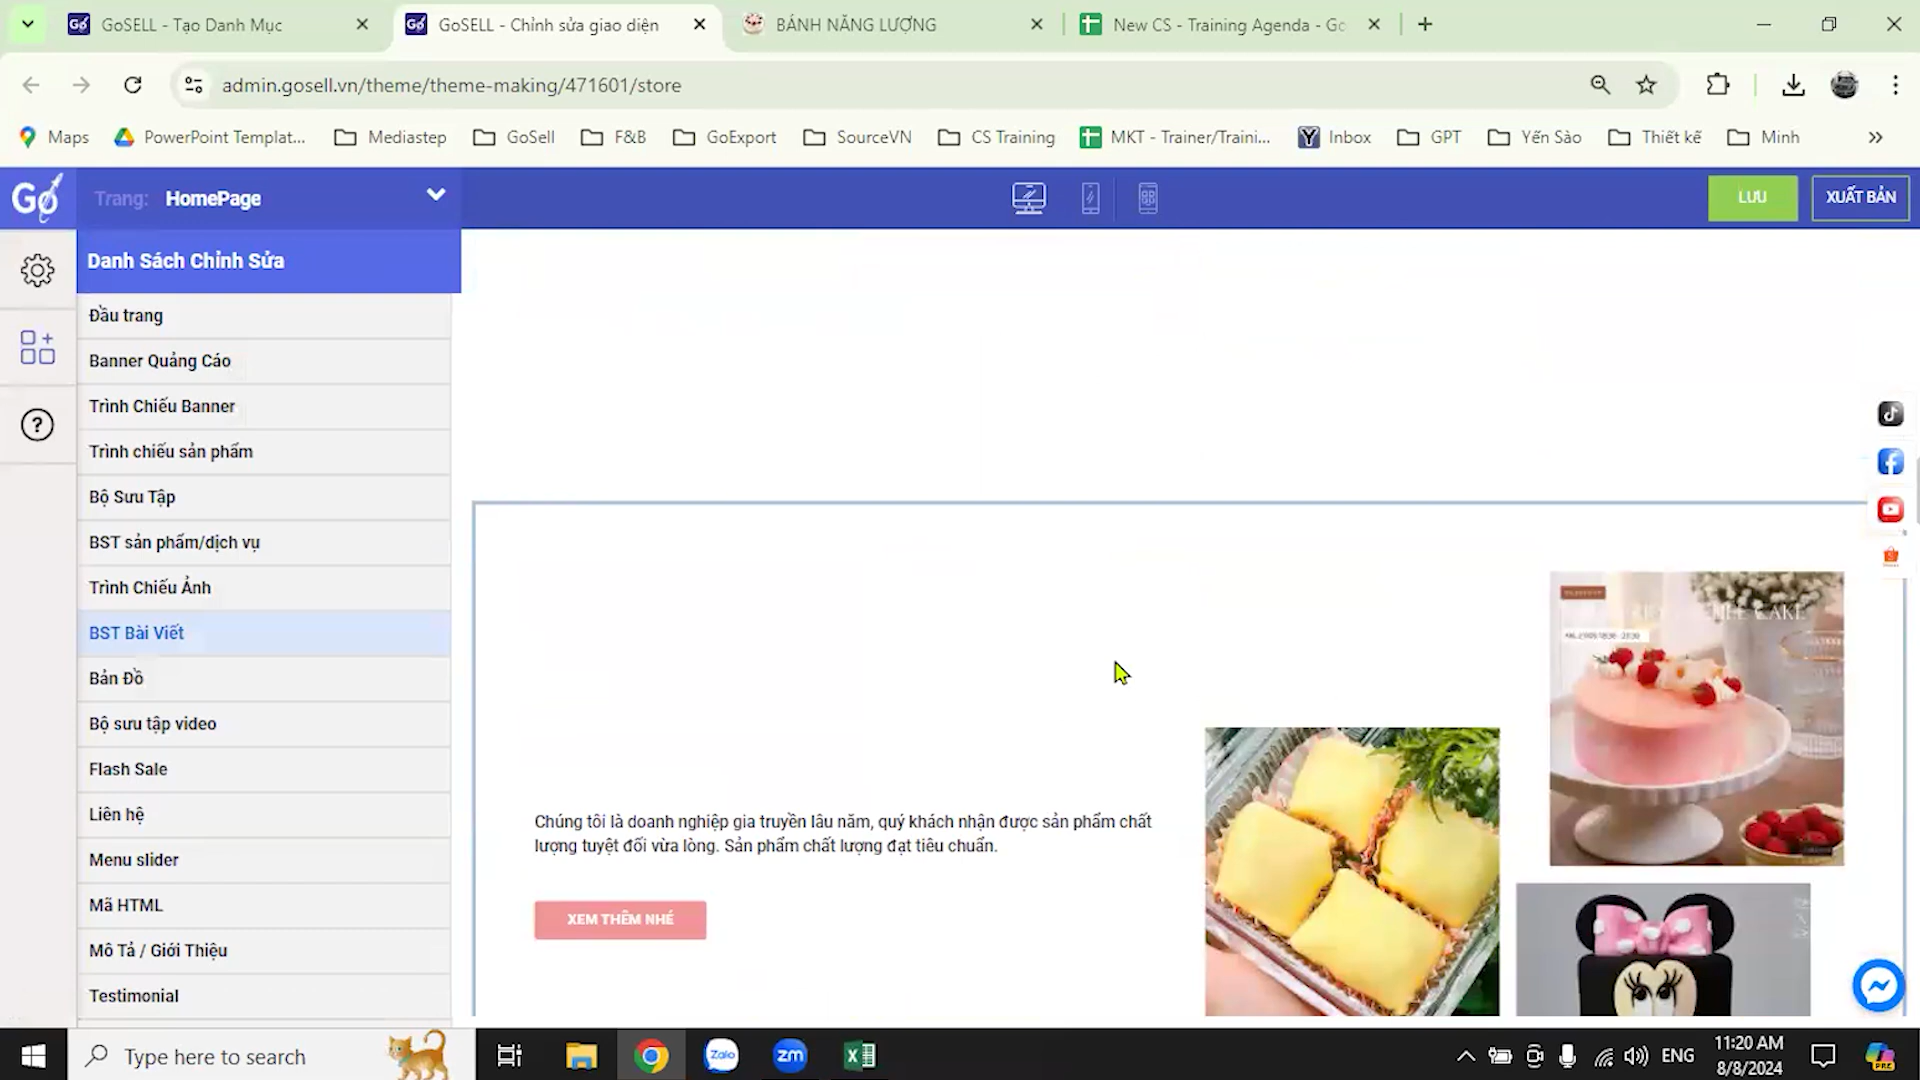 GoSELL - Tạo Danh Mục
GoSELL - Chỉnh sửa giao diện
BÁNH NĂNG LƯỢNG
New CS - Training Agenda - Go
admin.gosell.vn/theme/theme-making/471601/store
Maps
PowerPoint Templat...
Mediastep
GoSell
F&B
GoExport
SourceVN
CS Training
MKT - Trainer/Traini...
Inbox
GPT
Yến Sào
Thiết kế
Minh
Go
Trang: HomePage
LƯU
XUẤT BẢN
Danh Sách Chỉnh Sửa
Đầu trang
Banner Quảng Cáo
Trình Chiếu Banner
Trình chiếu sản phẩm
Bộ Sưu Tập
BST sản phẩm/dịch vụ
Trình Chiếu Ảnh
BST Bài Viết
Bản Đồ
Bộ sưu tập video
Flash Sale
Liên hệ
Menu slider
Mã HTML
Mô Tả / Giới Thiệu
Testimonial
Chúng tôi là doanh nghiệp gia truyền lâu năm, quý khách nhận được sản phẩm chất
lượng tuyệt đối vừa lòng. Sản phẩm chất lượng đạt tiêu chuẩn.
XEM THÊM NHÉ
CAKE
Type here to search
Zalo
zm
ENG
11:20 AM
8/8/2024
PRE